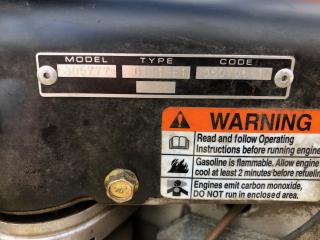 MODEL TYPE CODE
WARNING
Read and follow Operating
Instructions before running engine
Gasoline is flammable. Allow engine
cool at least 2 minutes before refueling
Engines emit carbon monoxide,
DO NOT run in enclosed area.